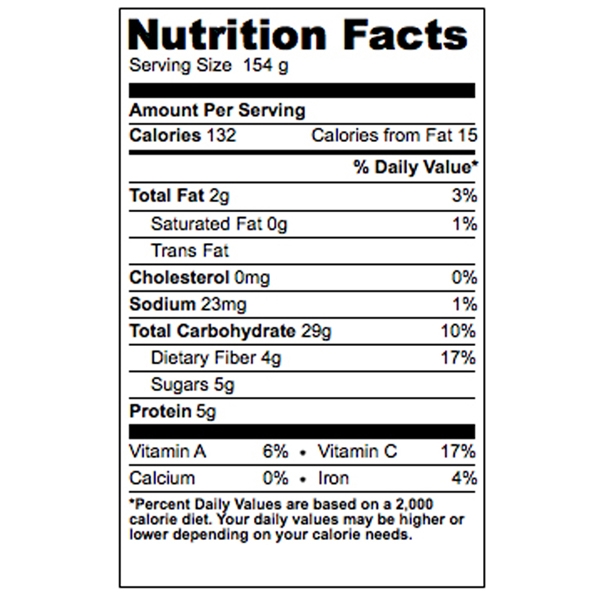 Nutrition Facts
Serving Size 154 g
Amount Per Serving
Calories 132 Calories from Fat 15
% Daily Value*
Total Fat 2g 3%
Saturated Fat 0g 1%
Trans Fat
Cholesterol 0mg 0%
Sodium 23mg 1%
Total Carbohydrate 29g 10%
Dietary Fiber 4g 17%
Sugars 5g
Protein 5g
Vitamin A 6% • Vitamin C 17%
Calcium 0% • Iron 4%
*Percent Daily Values are based on a 2,000
calorie diet. Your daily values may be higher or
lower depending on your calorie needs.